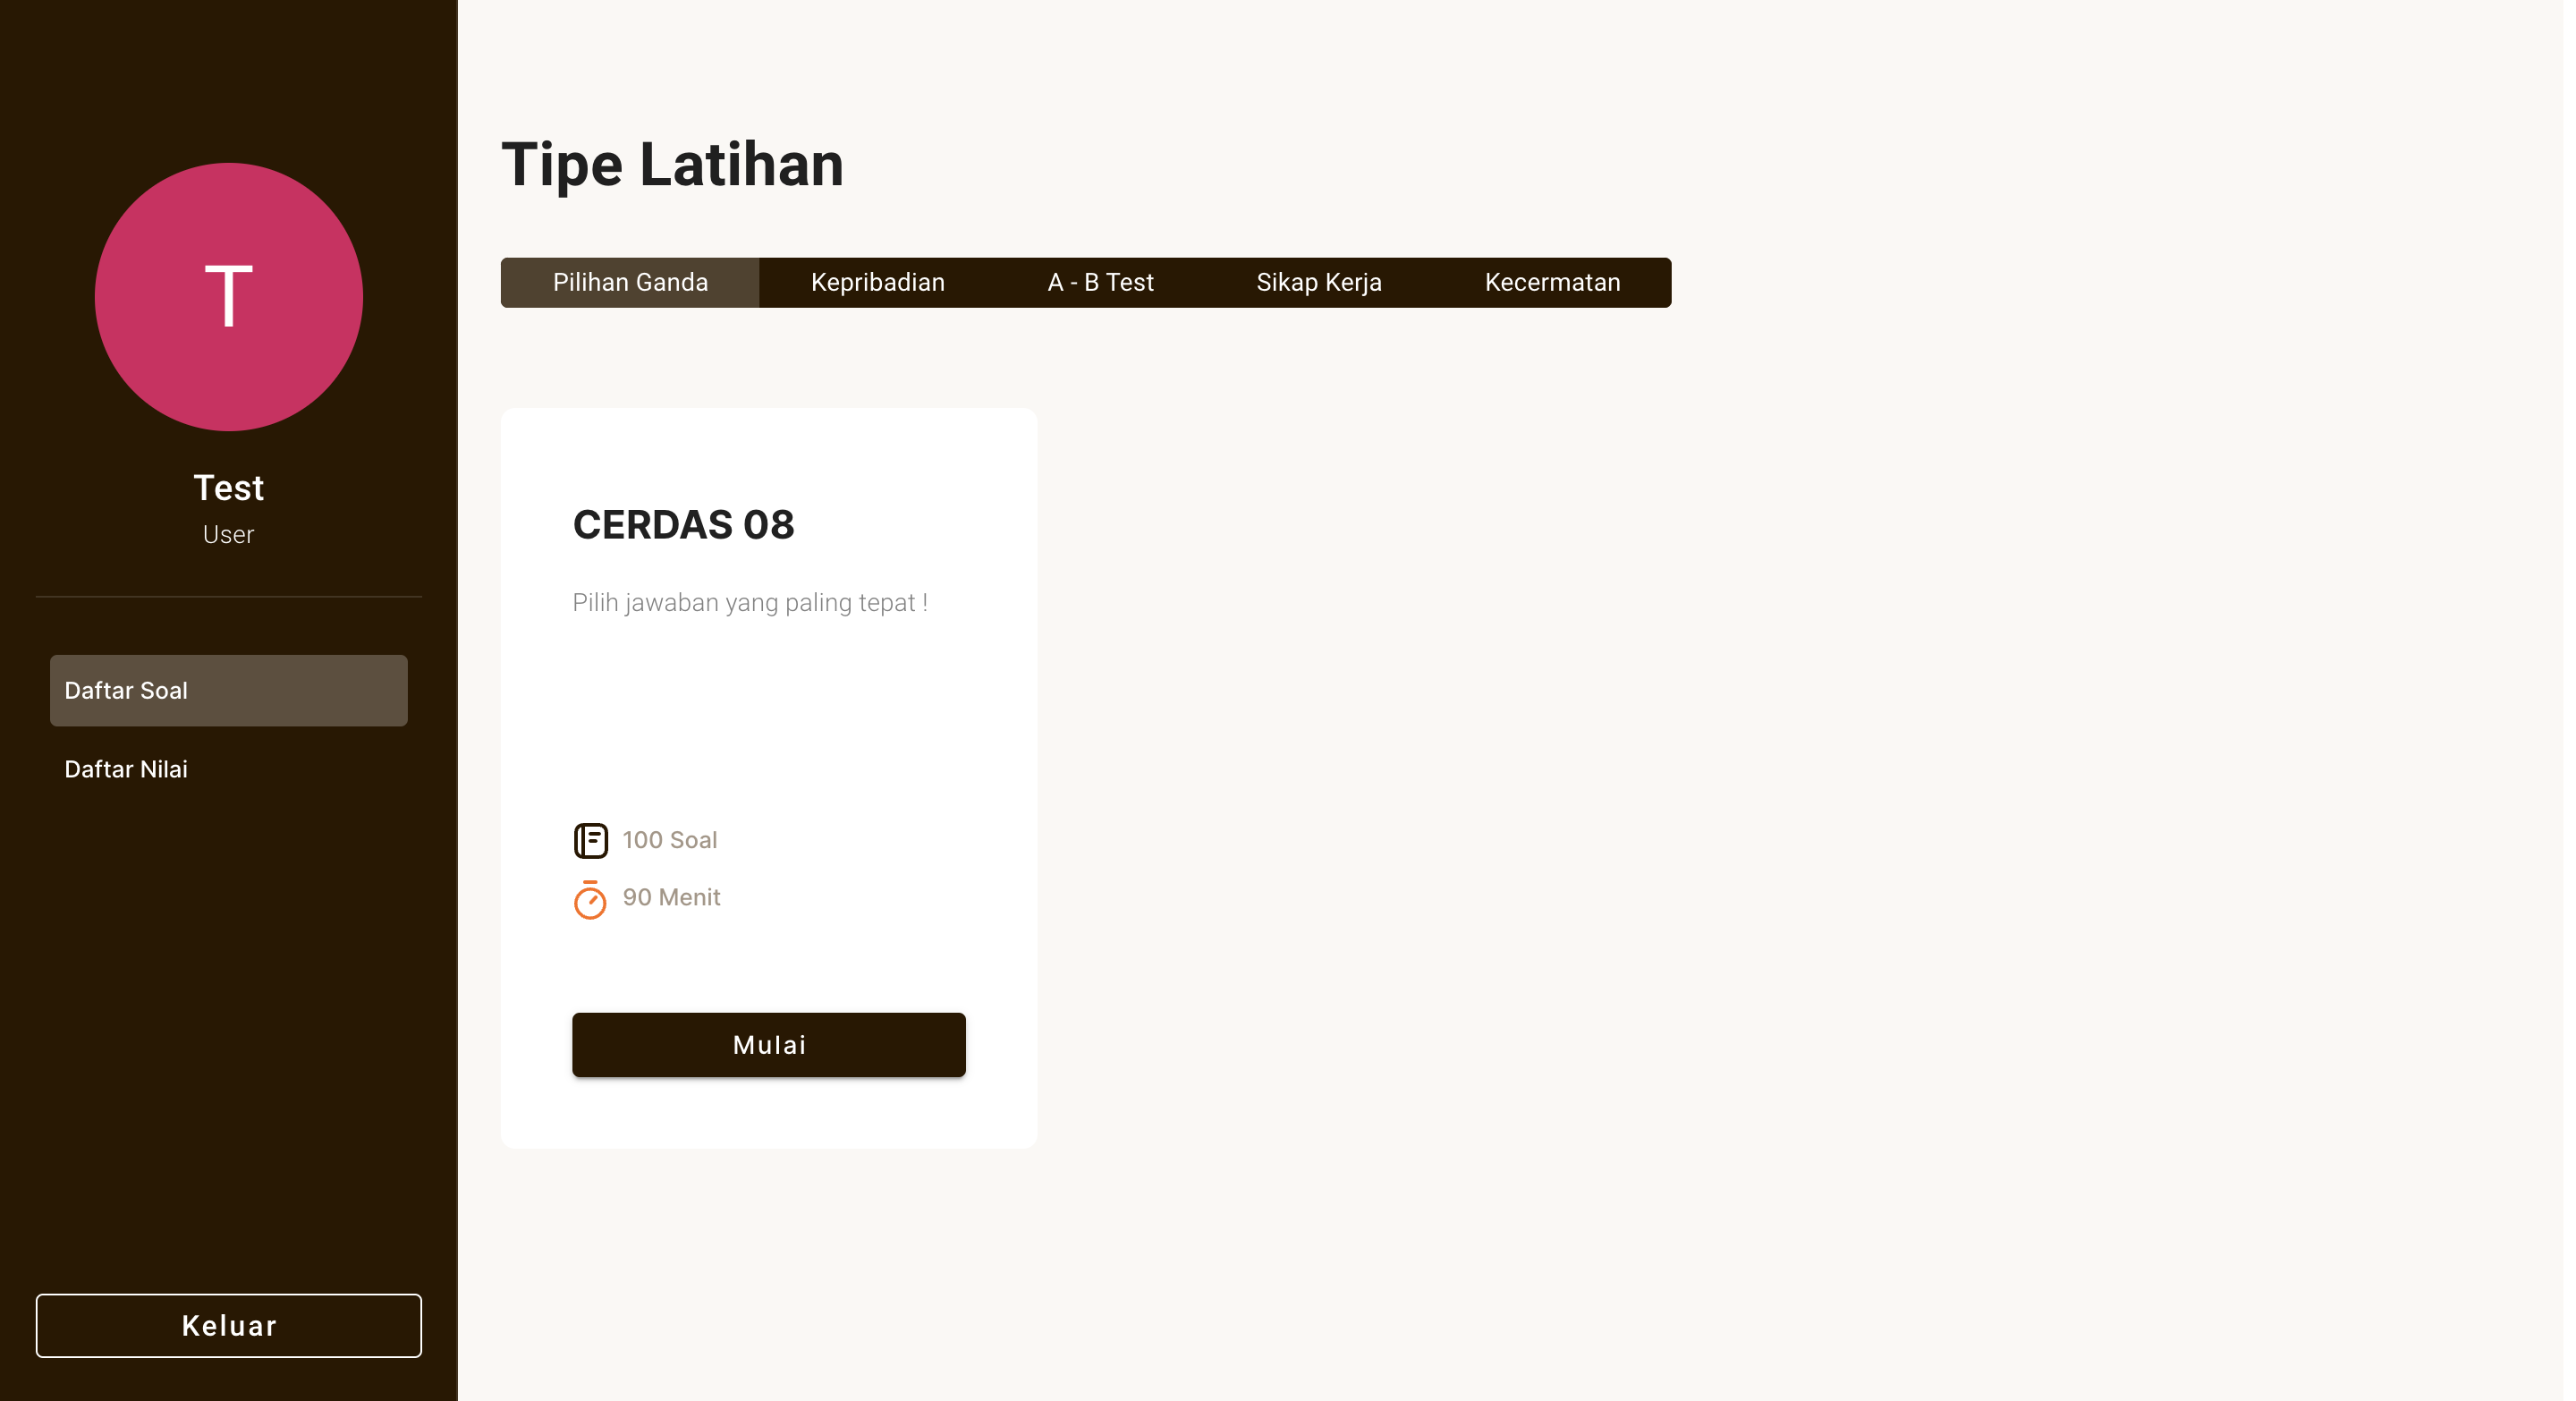 T
Test
User
Daftar Soal
Daftar Nilai
Keluar
Tipe Latihan
Pilihan Ganda
Kepribadian
A - B Test
Sikap Kerja
Kecermatan
CERDAS 08
Pilih jawaban yang paling tepat !
100 Soal
90 Menit
Mulai